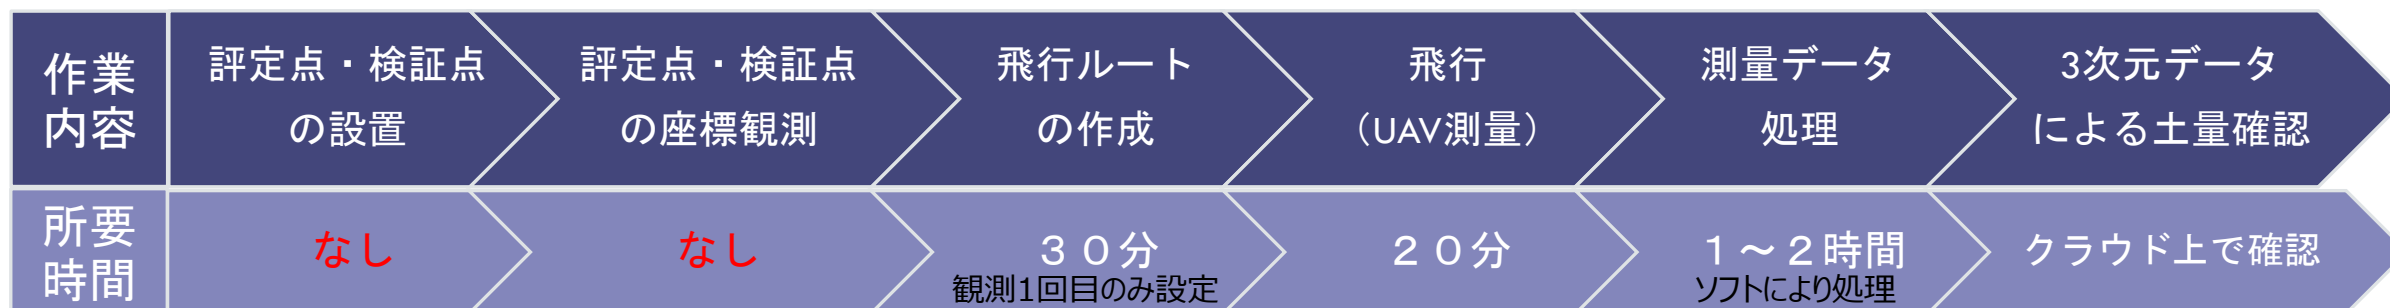 作業
内容
評定点・検証点
の設置
評定点・検証点
の座標観測
飛行ルート
の作成
飛行
（UAV測量）
測量データ
処理
3次元データ
による土量確認
所要
時間
なし
なし
３０分
観測1回目のみ設定
２０分
１～２時間
ソフトにより処理
クラウド上で確認